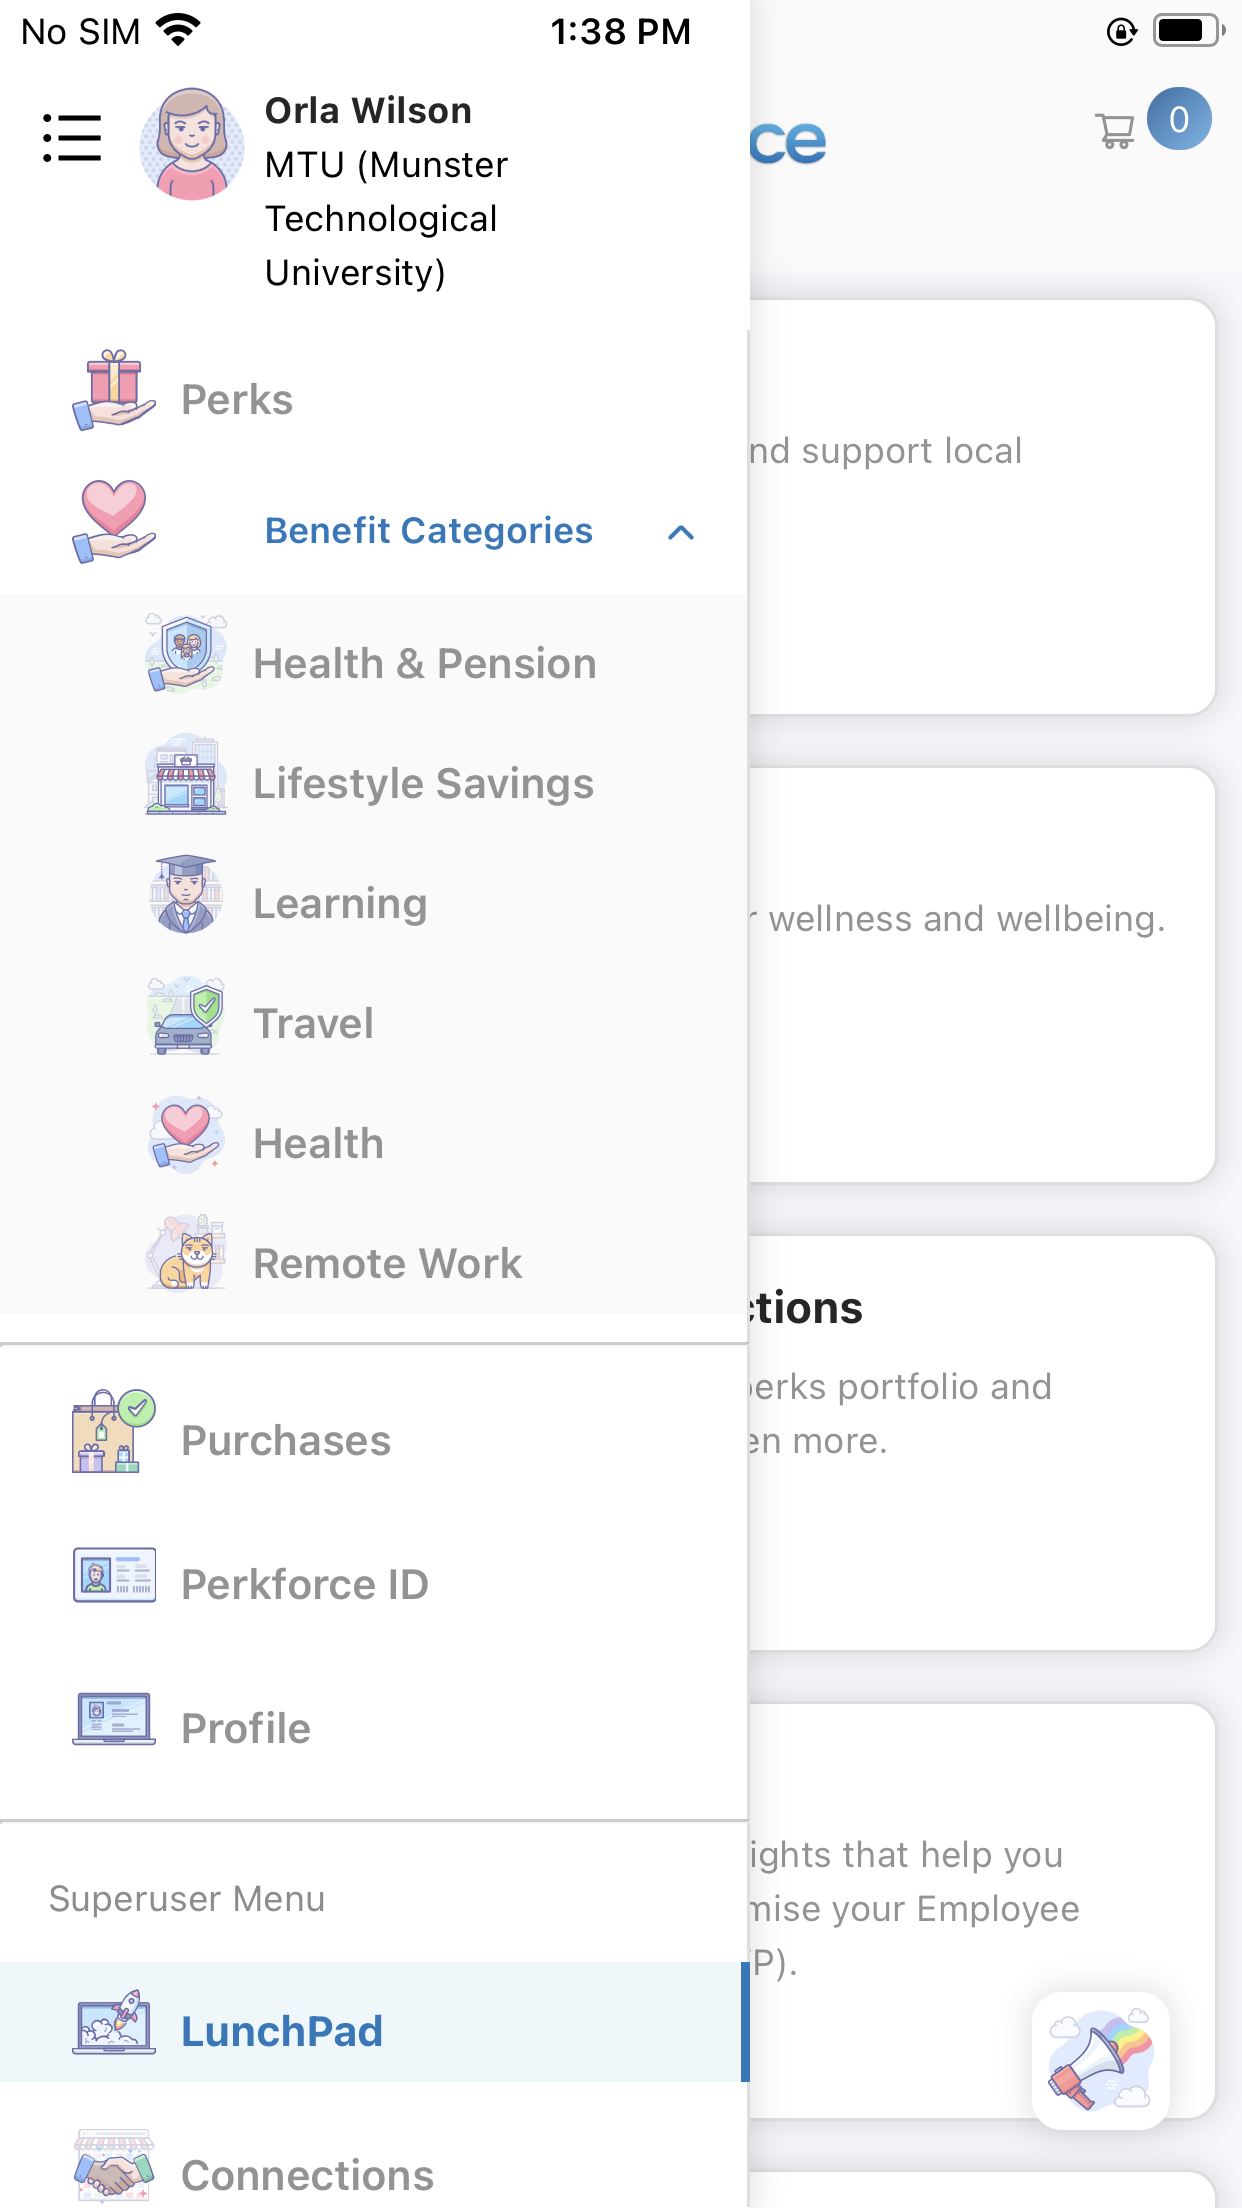 No SIM
1:38 PM
Orla Wilson
MTU (Munster
Technological
University)
ce
0
Perks
nd support local
Benefit Categories
Health & Pension
Lifestyle Savings
Learning
r wellness and wellbeing.
Travel
Health
Remote Work
ctions
perks portfolio and
en more.
Purchases
Perkforce ID
Profile
ights that help you
mise your Employee
P).
Superuser Menu
LunchPad
Connections